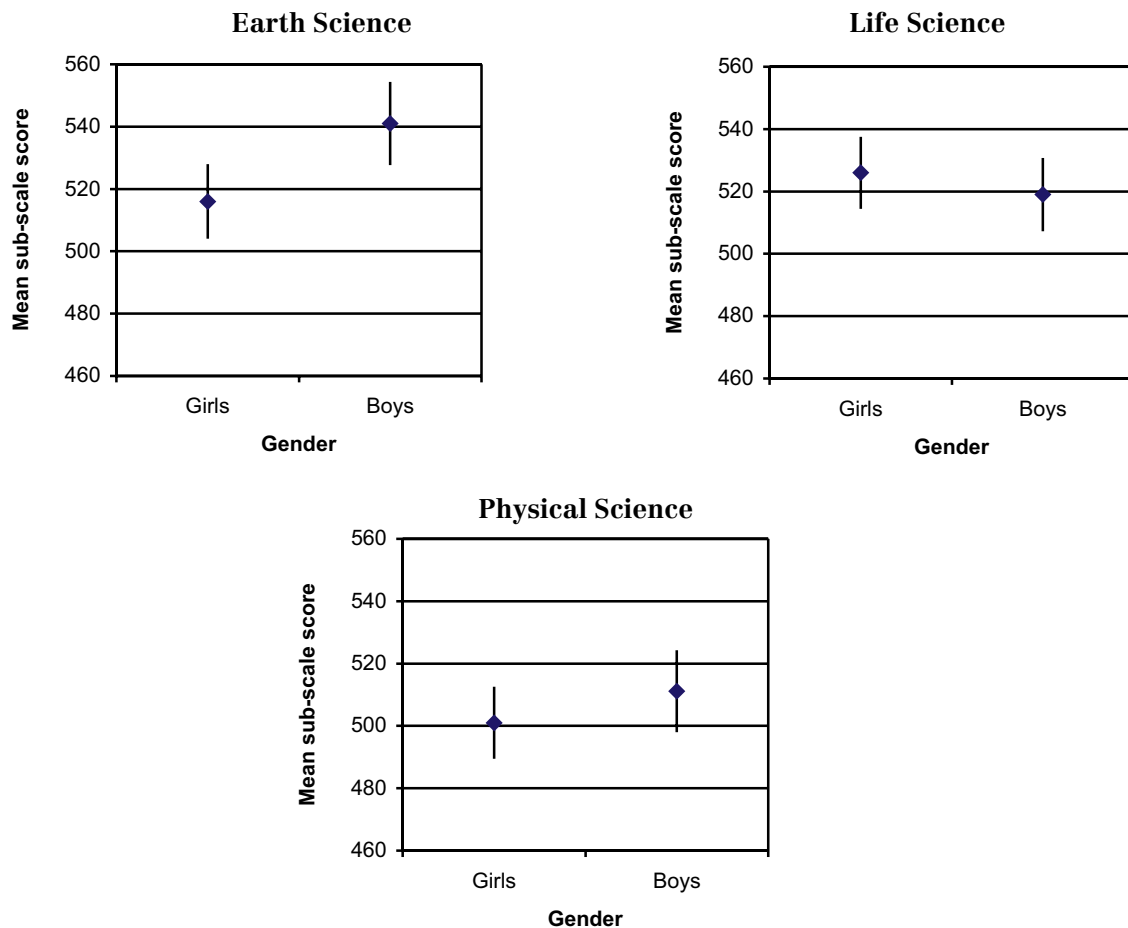 Earth Science
Mean sub-scale score
560
540
520
500
480
460
Girls
Boys
Gender
Life Science
Mean sub-scale score
560
540
520
500
480
460
Girls
Boys
Gender
Physical Science
Mean sub-scale score
560
540
520
500
480
460
Girls
Boys
Gender